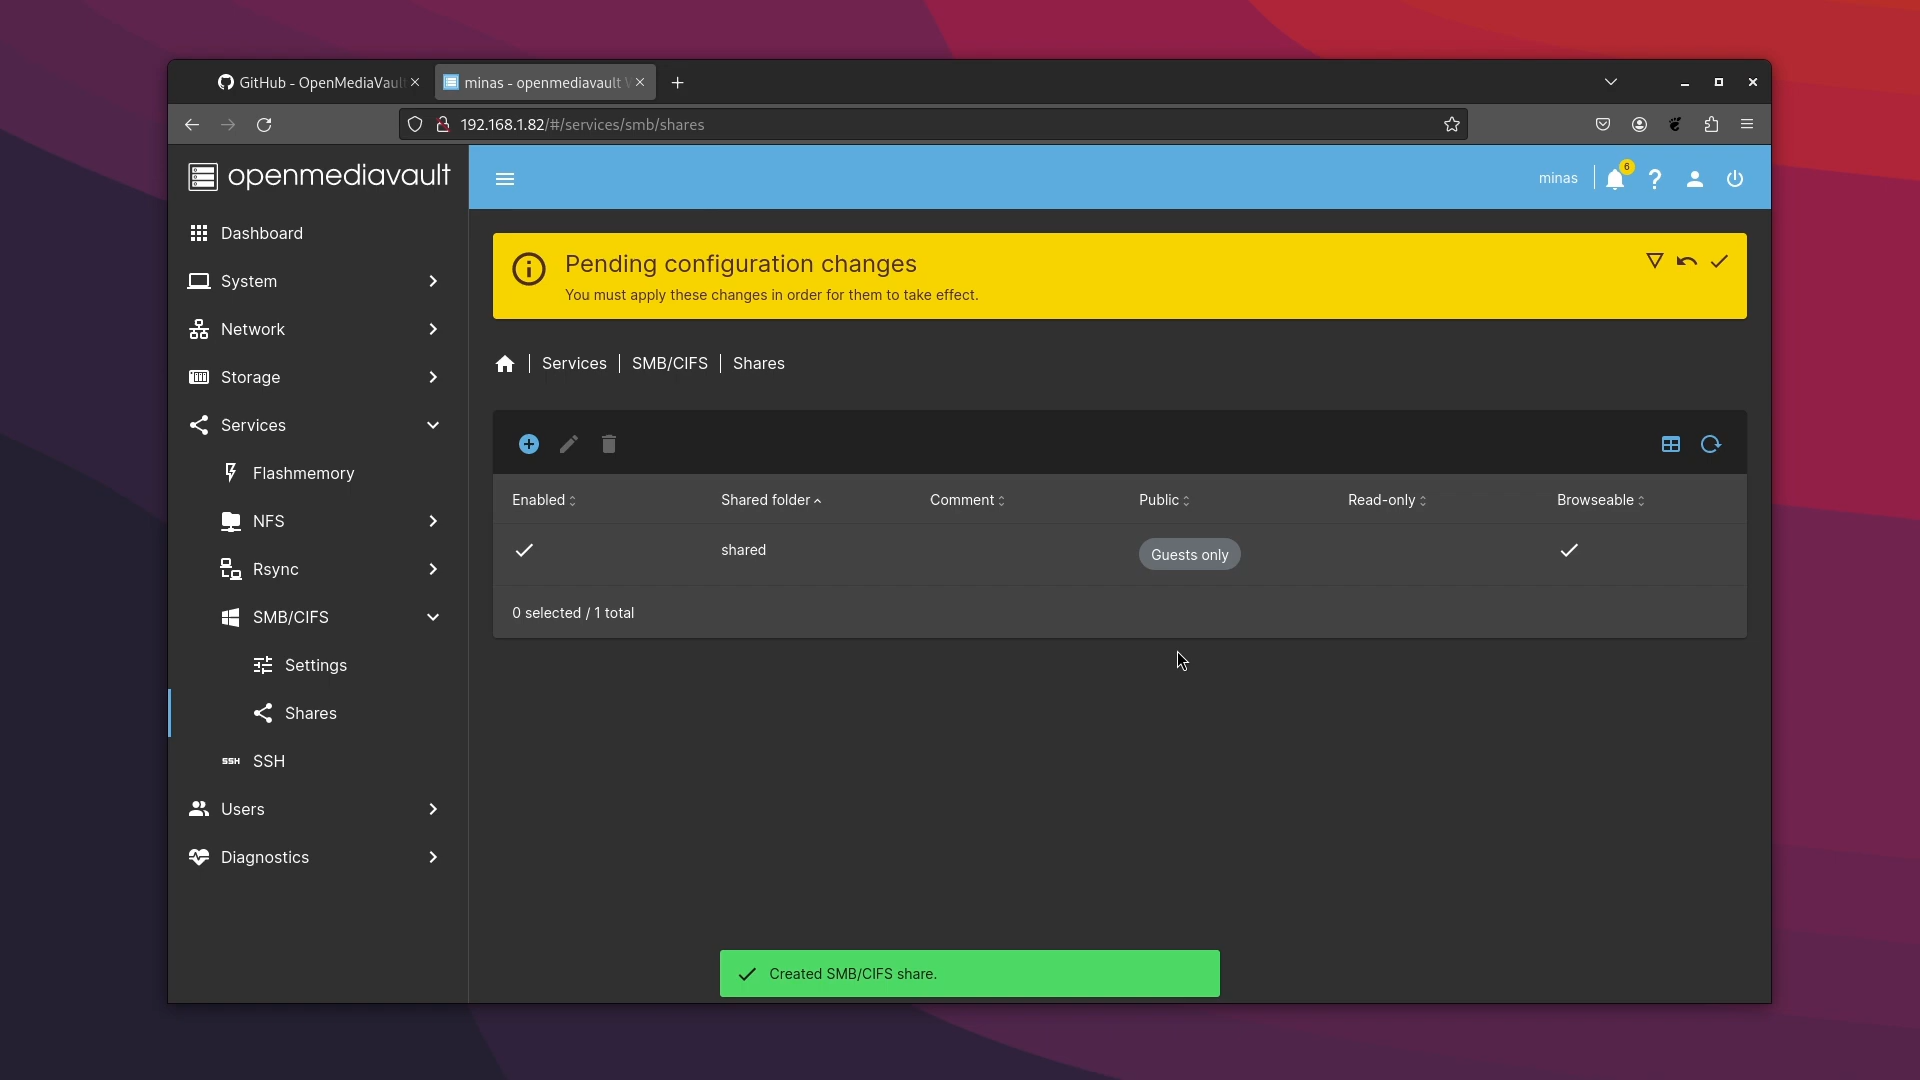 GitHub - OpenMediaVault
minas - openmediavault
192.168.1.82/#/services/smb/shares
openmediavault
minas
6
Dashboard
System
Network
Storage
Services
Flashmemory
NFS
Rsync
SMB/CIFS
Settings
Shares
SSH
SSH
Users
Diagnostics
Pending configuration changes
You must apply these changes in order for them to take effect.
Services | SMB/CIFS | Shares
Enabled Shared folder Comment Public Read-only Browseable
shared Guests only
0 selected / 1 total
Created SMB/CIFS share.